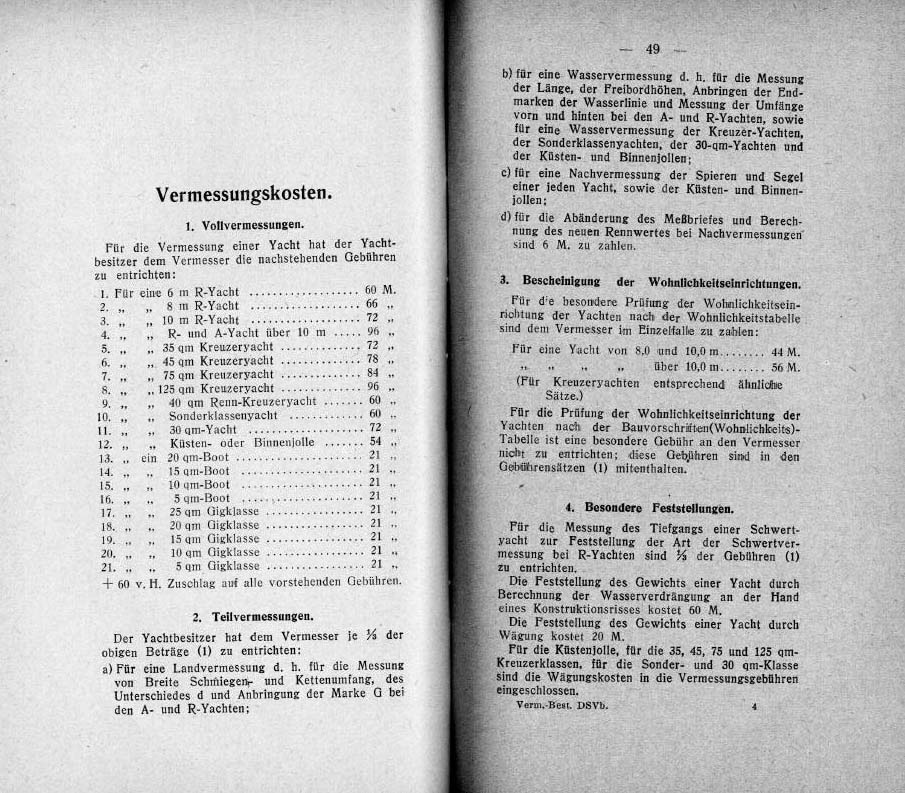 Vermessungskosten.
1. Vollvermessungen.
Für die Vermessung einer Yacht hat der Yacht-
besitzer dem Vermesser die nachstehenden Gebühren
zu entrichten:
1. Für eine 6 m R-Yacht .................. 60 M.
2. „ „ 8 m R-Yacht .................. 66 „
3. „ „ 10 m R-Yacht .................. 72 „
4. „ „ R- und A-Yacht über 10 m ..... 96 „
5. „ „ 35 qm Kreuzeryacht ............. 72 „
6. „ „ 45 qm Kreuzeryacht ............. 78 „
7. „ „ 75 qm Kreuzeryacht ............. 84 „
8. „ „ 125 qm Kreuzeryacht ............. 96 „
9. „ „ 40 qm Renn-Kreuzeryacht ....... 60 „
10. „ „ Sonderklassenyacht ............ 60 „
11. „ „ 30 qm-Yacht ................... 72 „
12. „ „ Küsten- oder Binnenjolle ....... 54 „
13. „ ein 20 qm-Boot ..................... 21 „
14. „ „ 15 qm-Boot ..................... 21 „
15. „ „ 10 qm-Boot ..................... 21 „
16. „ „ 5 qm-Boot ..................... 21 „
17. „ „ 25 qm Gigklasse ................ 21 „
18. „ „ 20 qm Gigklasse ................ 21 „
19. „ „ 15 qm Gigklasse ................ 21 „
20. „ „ 10 qm Gigklasse ................ 21 „
21. „ „ 5 qm Gigklasse ................ 21 „
+ 60 v. H. Zuschlag auf alle vorstehenden Gebühren.
2. Teilvermessungen.
Der Yachtbesitzer hat dem Vermesser je ⅓ der
obigen Beträge (1) zu entrichten:
a) Für eine Landvermessung d. h. für die Messung
von Breite Schmiegen- und Kettenumfang, des
Unterschiedes d und Anbringung der Marke G bei
den A- und R-Yachten;
— 49 —
b) für eine Wasservermessung d. h. für die Messung
der Länge, der Freibordhöhen, Anbringen der End-
marken der Wasserlinie und Messung der Umfänge
vorn und hinten bei den A- und R-Yachten, sowie
für eine Wasservermessung der Kreuzer-Yachten,
der Sonderklassenyachten, der 30-qm-Yachten und
der Küsten- und Binnenjollen;
c) für eine Nachvermessung der Spieren und Segel
einer jeden Yacht, sowie der Küsten- und Binnen-
jollen;
d) für die Abänderung des Meßbriefes und Berech-
nung des neuen Rennwertes bei Nachvermessungen
sind 6 M. zu zahlen.
3. Bescheinigung der Wohnlichkeitseinrichtungen.
Für die besondere Prüfung der Wohnlichkeitsein-
richtung der Yachten nach der Wohnlichkeitstabelle
sind dem Vermesser im Einzelfalle zu zahlen:
Für eine Yacht von 8,0 und 10,0 m........ 44 M.
„ „ „ „ über 10,0 m........ 56 M.
(Für Kreuzeryachten entsprechend ähnliche
Sätze.)
Für die Prüfung der Wohnlichkeitseinrichtung der
Yachten nach der Bauvorschriften(Wohnlichkeits)-
Tabelle ist eine besondere Gebühr an den Vermesser
nicht zu entrichten; diese Gebühren sind in den
Gebührensätzen (1) mitenthalten.
4. Besondere Feststellungen.
Für die Messung des Tiefgangs einer Schwert-
yacht zur Feststellung der Art der Schwertver-
messung bei R-Yachten sind ⅓ der Gebühren (1)
zu entrichten.
Die Feststellung des Gewichts einer Yacht durch
Berechnung der Wasserverdrängung an der Hand
eines Konstruktionsrisses kostet 60 M.
Die Feststellung des Gewichts einer Yacht durch
Wägung kostet 20 M.
Für die Küstenjolle, für die 35, 45, 75 und 125 qm-
Kreuzerklassen, für die Sonder- und 30 qm-Klasse
sind die Wägungskosten in die Vermessungsgebühren
eingeschlossen.
Verm.-Best. DSVb. 4